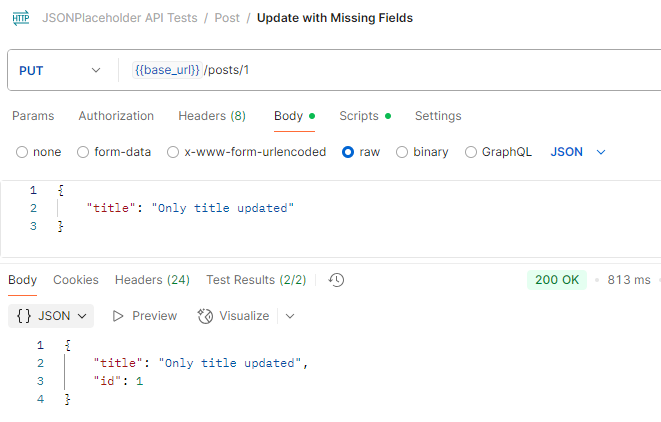 HTTP JSONPlaceholder API Tests / Post / Update with Missing Fields
PUT {{base_url}} /posts/1
Params Authorization Headers (8) Body Scripts Settings
none form-data x-www-form-urlencoded raw binary GraphQL JSON
1 {
2 "title": "Only title updated"
3 }
Body Cookies Headers (24) Test Results (2/2) 200 OK 813 ms
{} JSON Preview Visualize
1 {
2 "title": "Only title updated",
3 "id": 1
4 }